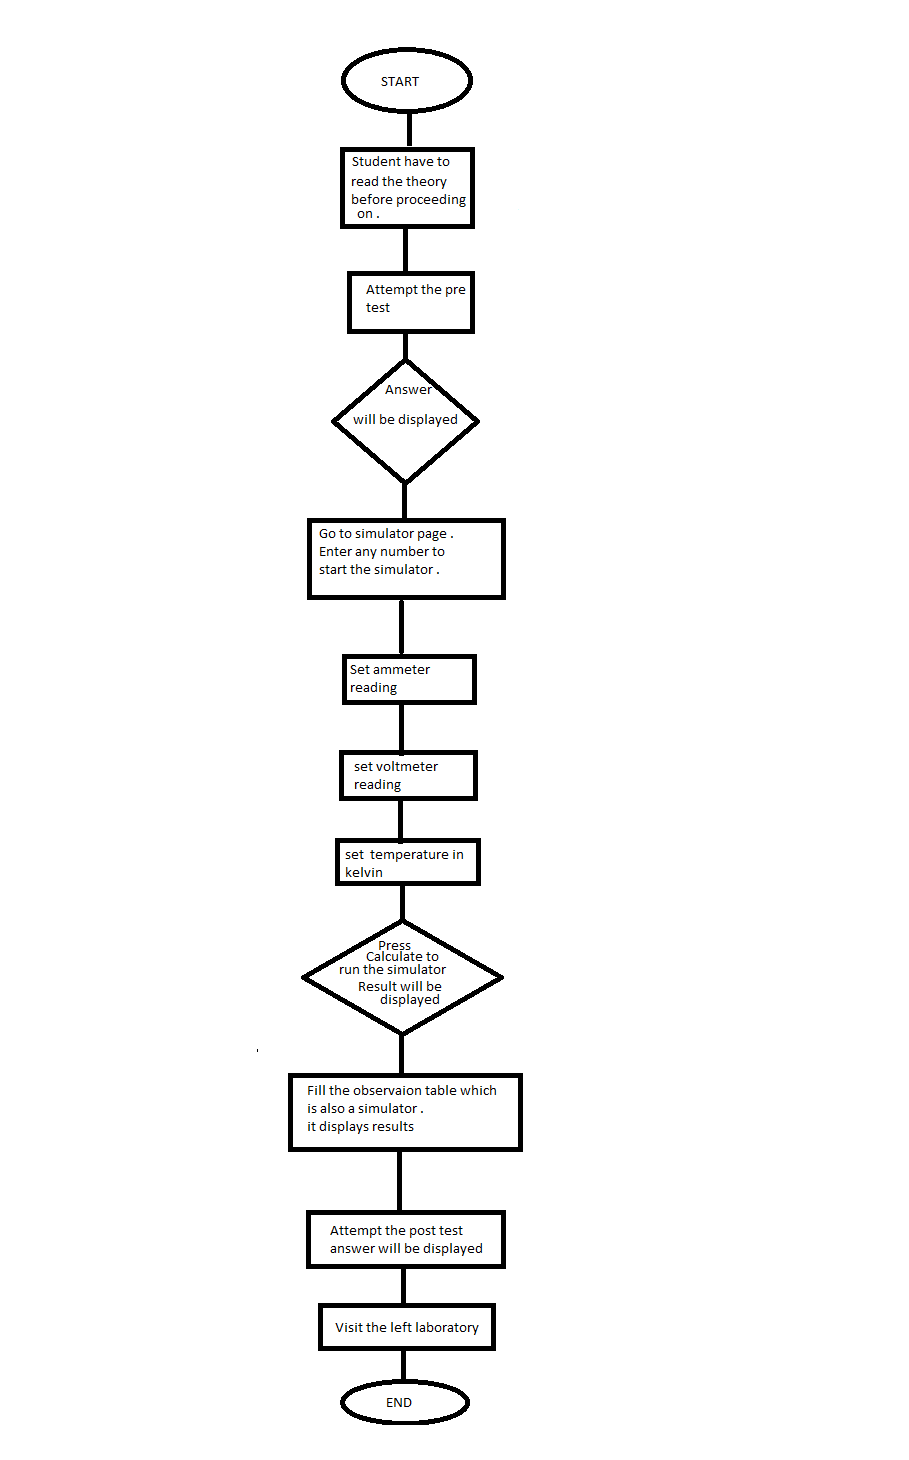 START
Student have to
read the theory
before proceeding
on .
Attempt the pre
test
Answer
will be displayed
Go to simulator page .
Enter any number to
start the simulator .
Set ammeter
reading
set voltmeter
reading
set temperature in
kelvin
Press
Calculate to
run the simulator
Result will be
displayed
Fill the observaion table which
is also a simulator .
it displays results
Attempt the post test
answer will be displayed
Visit the left laboratory
END